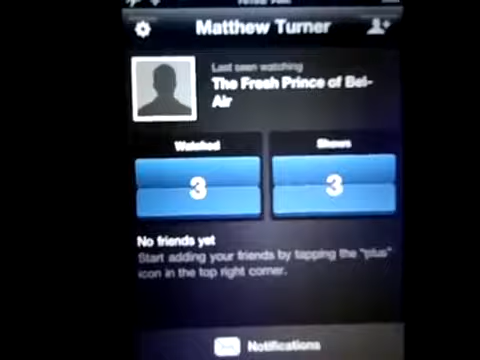 Matthew Turner
Last seen watching
The Fresh Prince of Bel-
Air
Watched
Shows
3
3
No friends yet
Start adding your friends by tapping the "plus"
icon in the top right corner.
Notifications